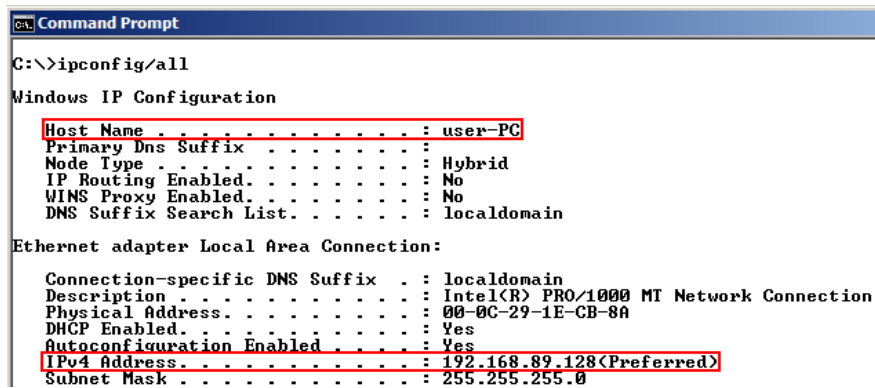 Command Prompt
C:\>ipconfig/all
Windows IP Configuration
Host Name . . . . . . . . . . . . : user-PC
Primary Dns Suffix . . . . . . . :
Node Type . . . . . . . . . . . . : Hybrid
IP Routing Enabled. . . . . . . . : No
WINS Proxy Enabled. . . . . . . . : No
DNS Suffix Search List. . . . . . : localdomain
Ethernet adapter Local Area Connection:
Connection-specific DNS Suffix . : localdomain
Description . . . . . . . . . . . : Intel(R) PRO/1000 MT Network Connection
Physical Address. . . . . . . . . : 00-0C-29-1E-CB-8A
DHCP Enabled. . . . . . . . . . . : Yes
Autoconfiguration Enabled . . . . : Yes
IPv4 Address. . . . . . . . . . . : 192.168.89.128(Preferred)
Subnet Mask . . . . . . . . . . . : 255.255.255.0